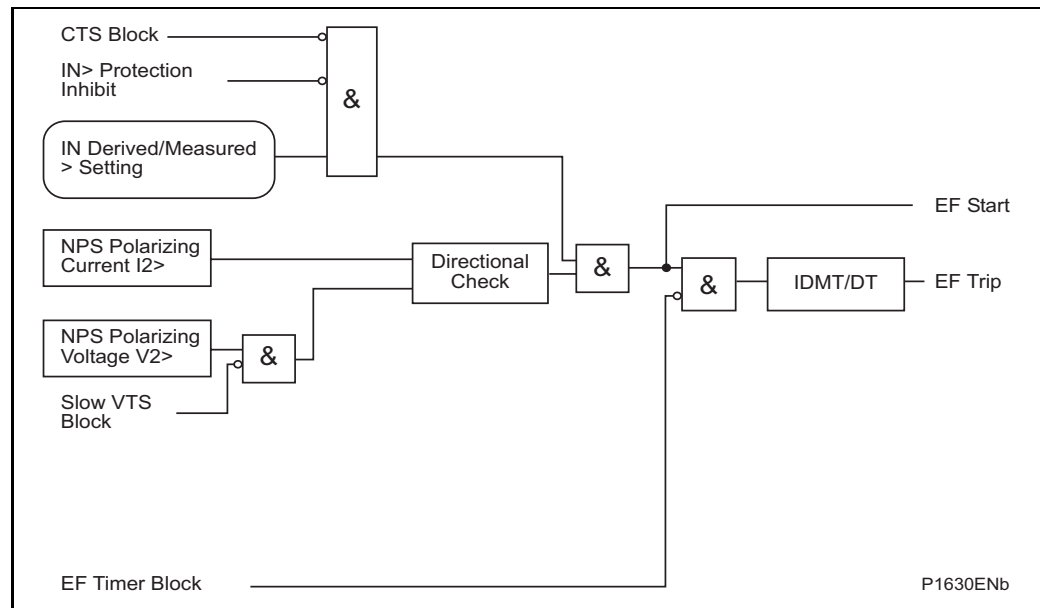 CTS Block
IN> Protection
Inhibit
&
IN Derived/Measured
> Setting
EF Start
NPS Polarizing
Current I2>
Directional
Check
&
&
IDMT/DT
EF Trip
NPS Polarizing
Voltage V2>
&
Slow VTS
Block
EF Timer Block
P1630ENb